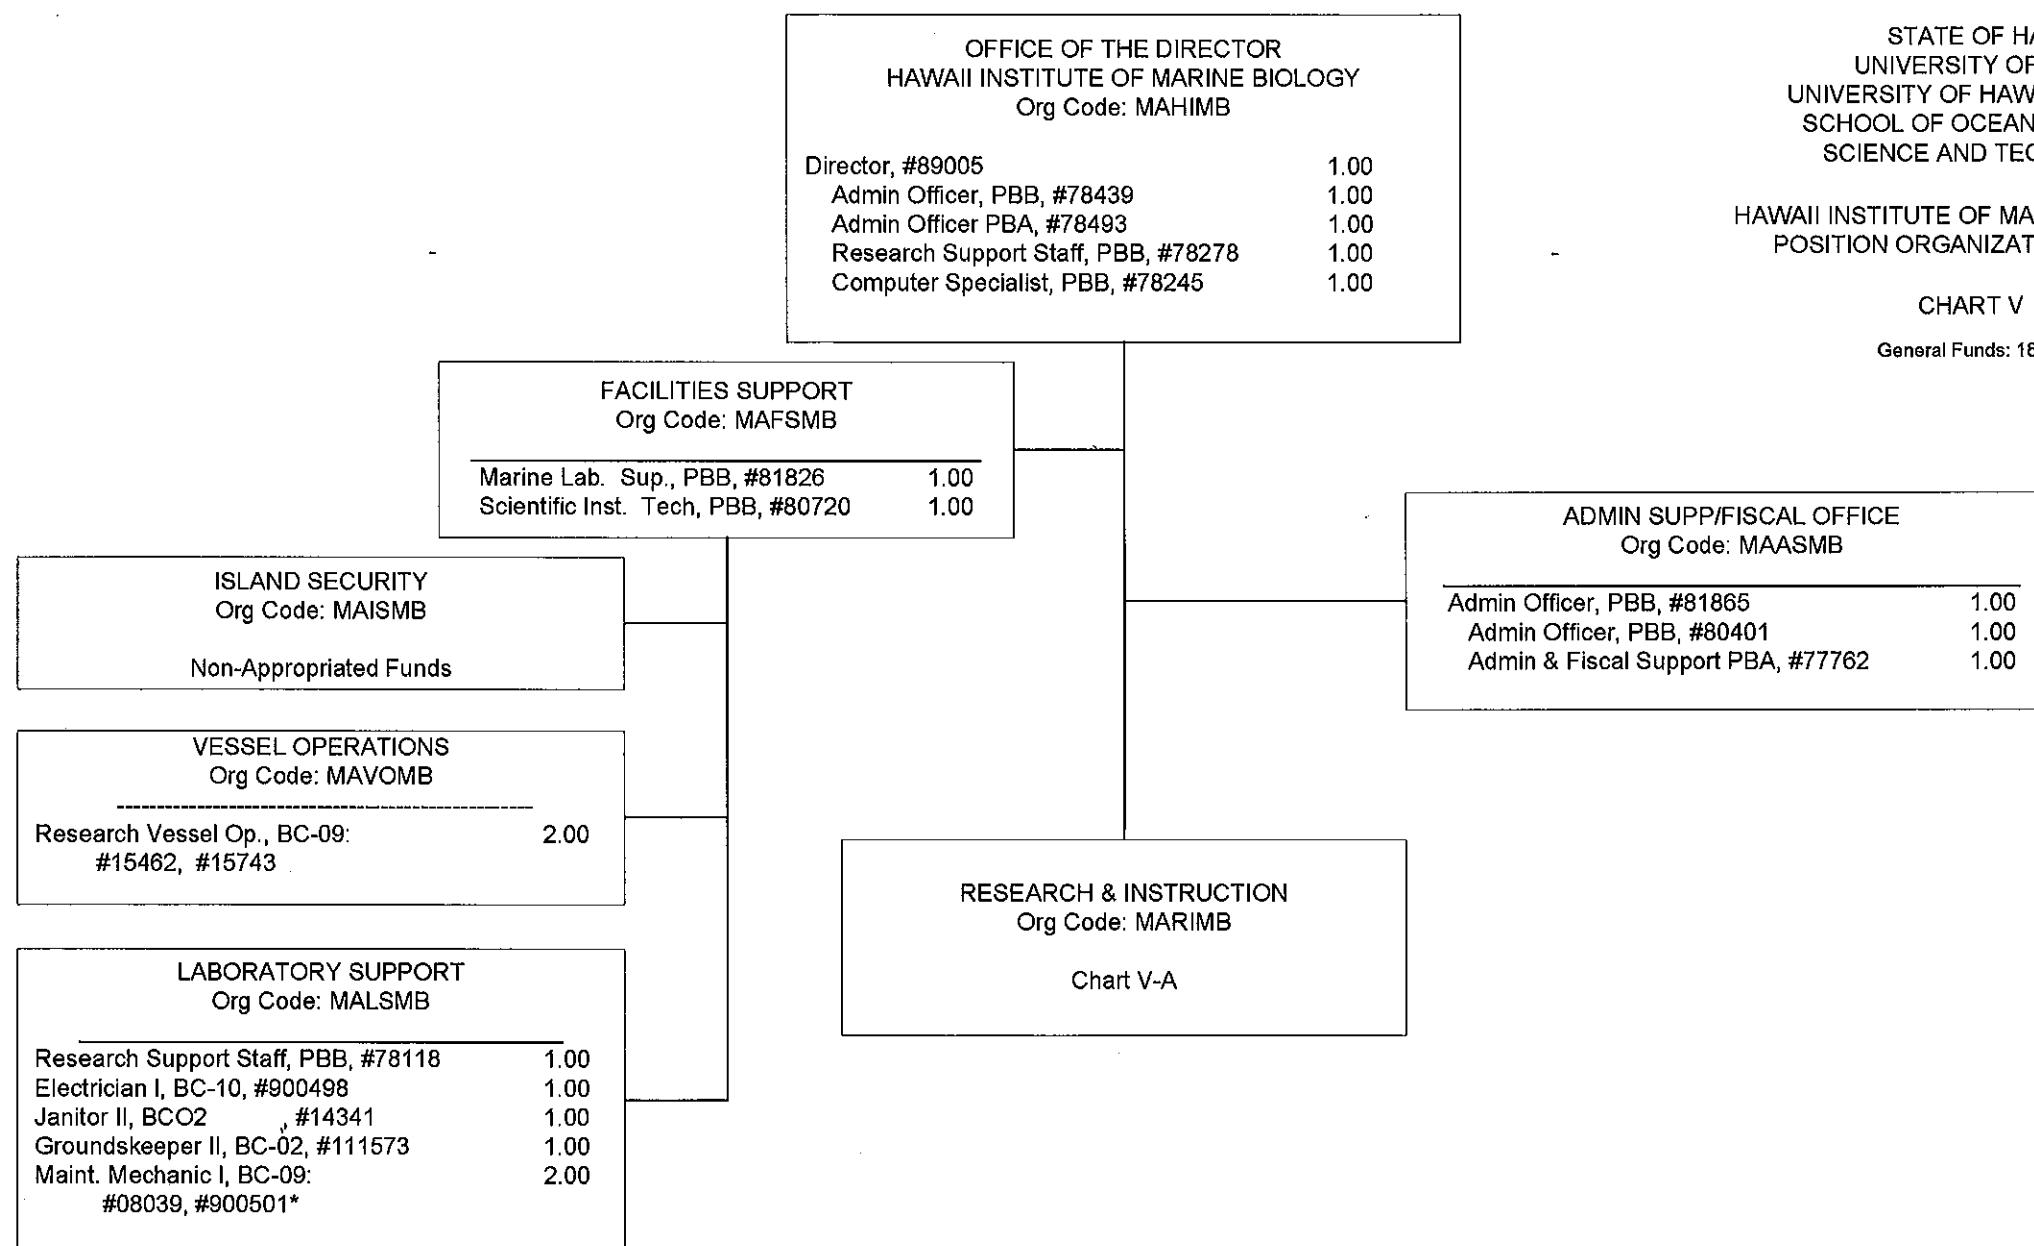 OFFICE OF THE DIRECTOR
HAWAII INSTITUTE OF MARINE BIOLOGY
Org Code: MAHIMB
Director, #89005 1.00
Admin Officer, PBB, #78439 1.00
Admin Officer PBA, #78493 1.00
Research Support Staff, PBB, #78278 1.00
Computer Specialist, PBB, #78245 1.00
STATE OF HA
UNIVERSITY OF
UNIVERSITY OF HAW
SCHOOL OF OCEAN
SCIENCE AND TEC
HAWAII INSTITUTE OF MA
POSITION ORGANIZAT
CHART V
General Funds: 18
FACILITIES SUPPORT
Org Code: MAFSMB
Marine Lab. Sup., PBB, #81826 1.00
Scientific Inst. Tech, PBB, #80720 1.00
ADMIN SUPP/FISCAL OFFICE
Org Code: MAASMB
Admin Officer, PBB, #81865 1.00
Admin Officer, PBB, #80401 1.00
Admin & Fiscal Support PBA, #77762 1.00
ISLAND SECURITY
Org Code: MAISMB
Non-Appropriated Funds
VESSEL OPERATIONS
Org Code: MAVOMB
Research Vessel Op., BC-09: 2.00
#15462, #15743
RESEARCH & INSTRUCTION
Org Code: MARIMB
Chart V-A
LABORATORY SUPPORT
Org Code: MALSMB
Research Support Staff, PBB, #78118 1.00
Electrician I, BC-10, #900498 1.00
Janitor II, BCO2 , #14341 1.00
Groundskeeper II, BC-02, #111573 1.00
Maint. Mechanic I, BC-09: 2.00
#08039, #900501*